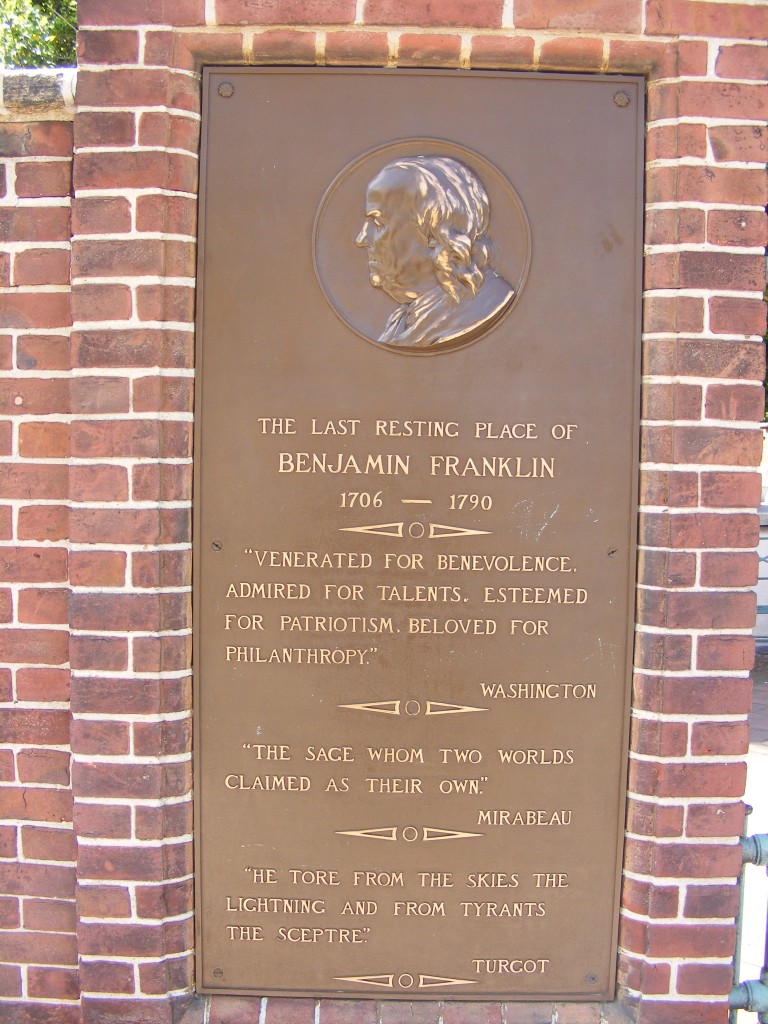 THE LAST RESTING PLACE OF
BENJAMIN FRANKLIN
1706 — 1790
"VENERATED FOR BENEVOLENCE.
ADMIRED FOR TALENTS. ESTEEMED
FOR PATRIOTISM. BELOVED FOR
PHILANTHROPY."
WASHINGTON
"THE SAGE WHOM TWO WORLDS
CLAIMED AS THEIR OWN."
MIRABEAU
"HE TORE FROM THE SKIES THE
LIGHTNING AND FROM TYRANTS
THE SCEPTRE."
TURGOT